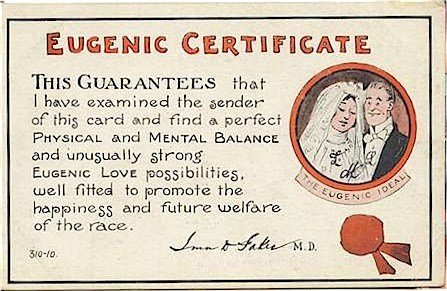 EUGENIC CERTIFICATE
THIS GUARANTEES that
I have examined the sender
of this card and find a perfect
PHYSICAL and MENTAL BALANCE
and unusually strong
EUGENIC LOVE possibilities,
well fitted to promote the
happiness and future welfare
of the race.
THE EUGENIC IDEAL
310-10.
M.D.